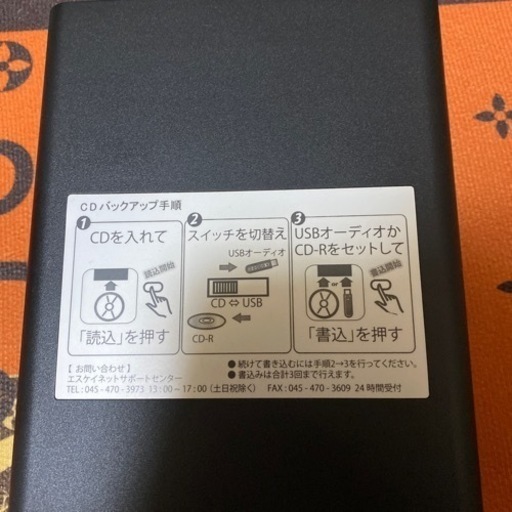 CDバックアップ手順
1
CDを入れて
読込開始
「読込」を押す
2
スイッチを切替え
USBオーディオ
CD ⇔ USB
CD-R
3
USBオーディオか
CD-Rをセットして
書込開始
or
「書込」を押す
【 お問い合わせ 】
エスケイネットサポートセンター
TEL : 045 - 470 - 3973 13 : 00 ~ 17 : 00 (土日祝除く) FAX : 045 - 470 - 3609 24 時間受付
● 続けて書き込むには手順2→3を行ってください。
● 書込みは合計3回まで行えます。